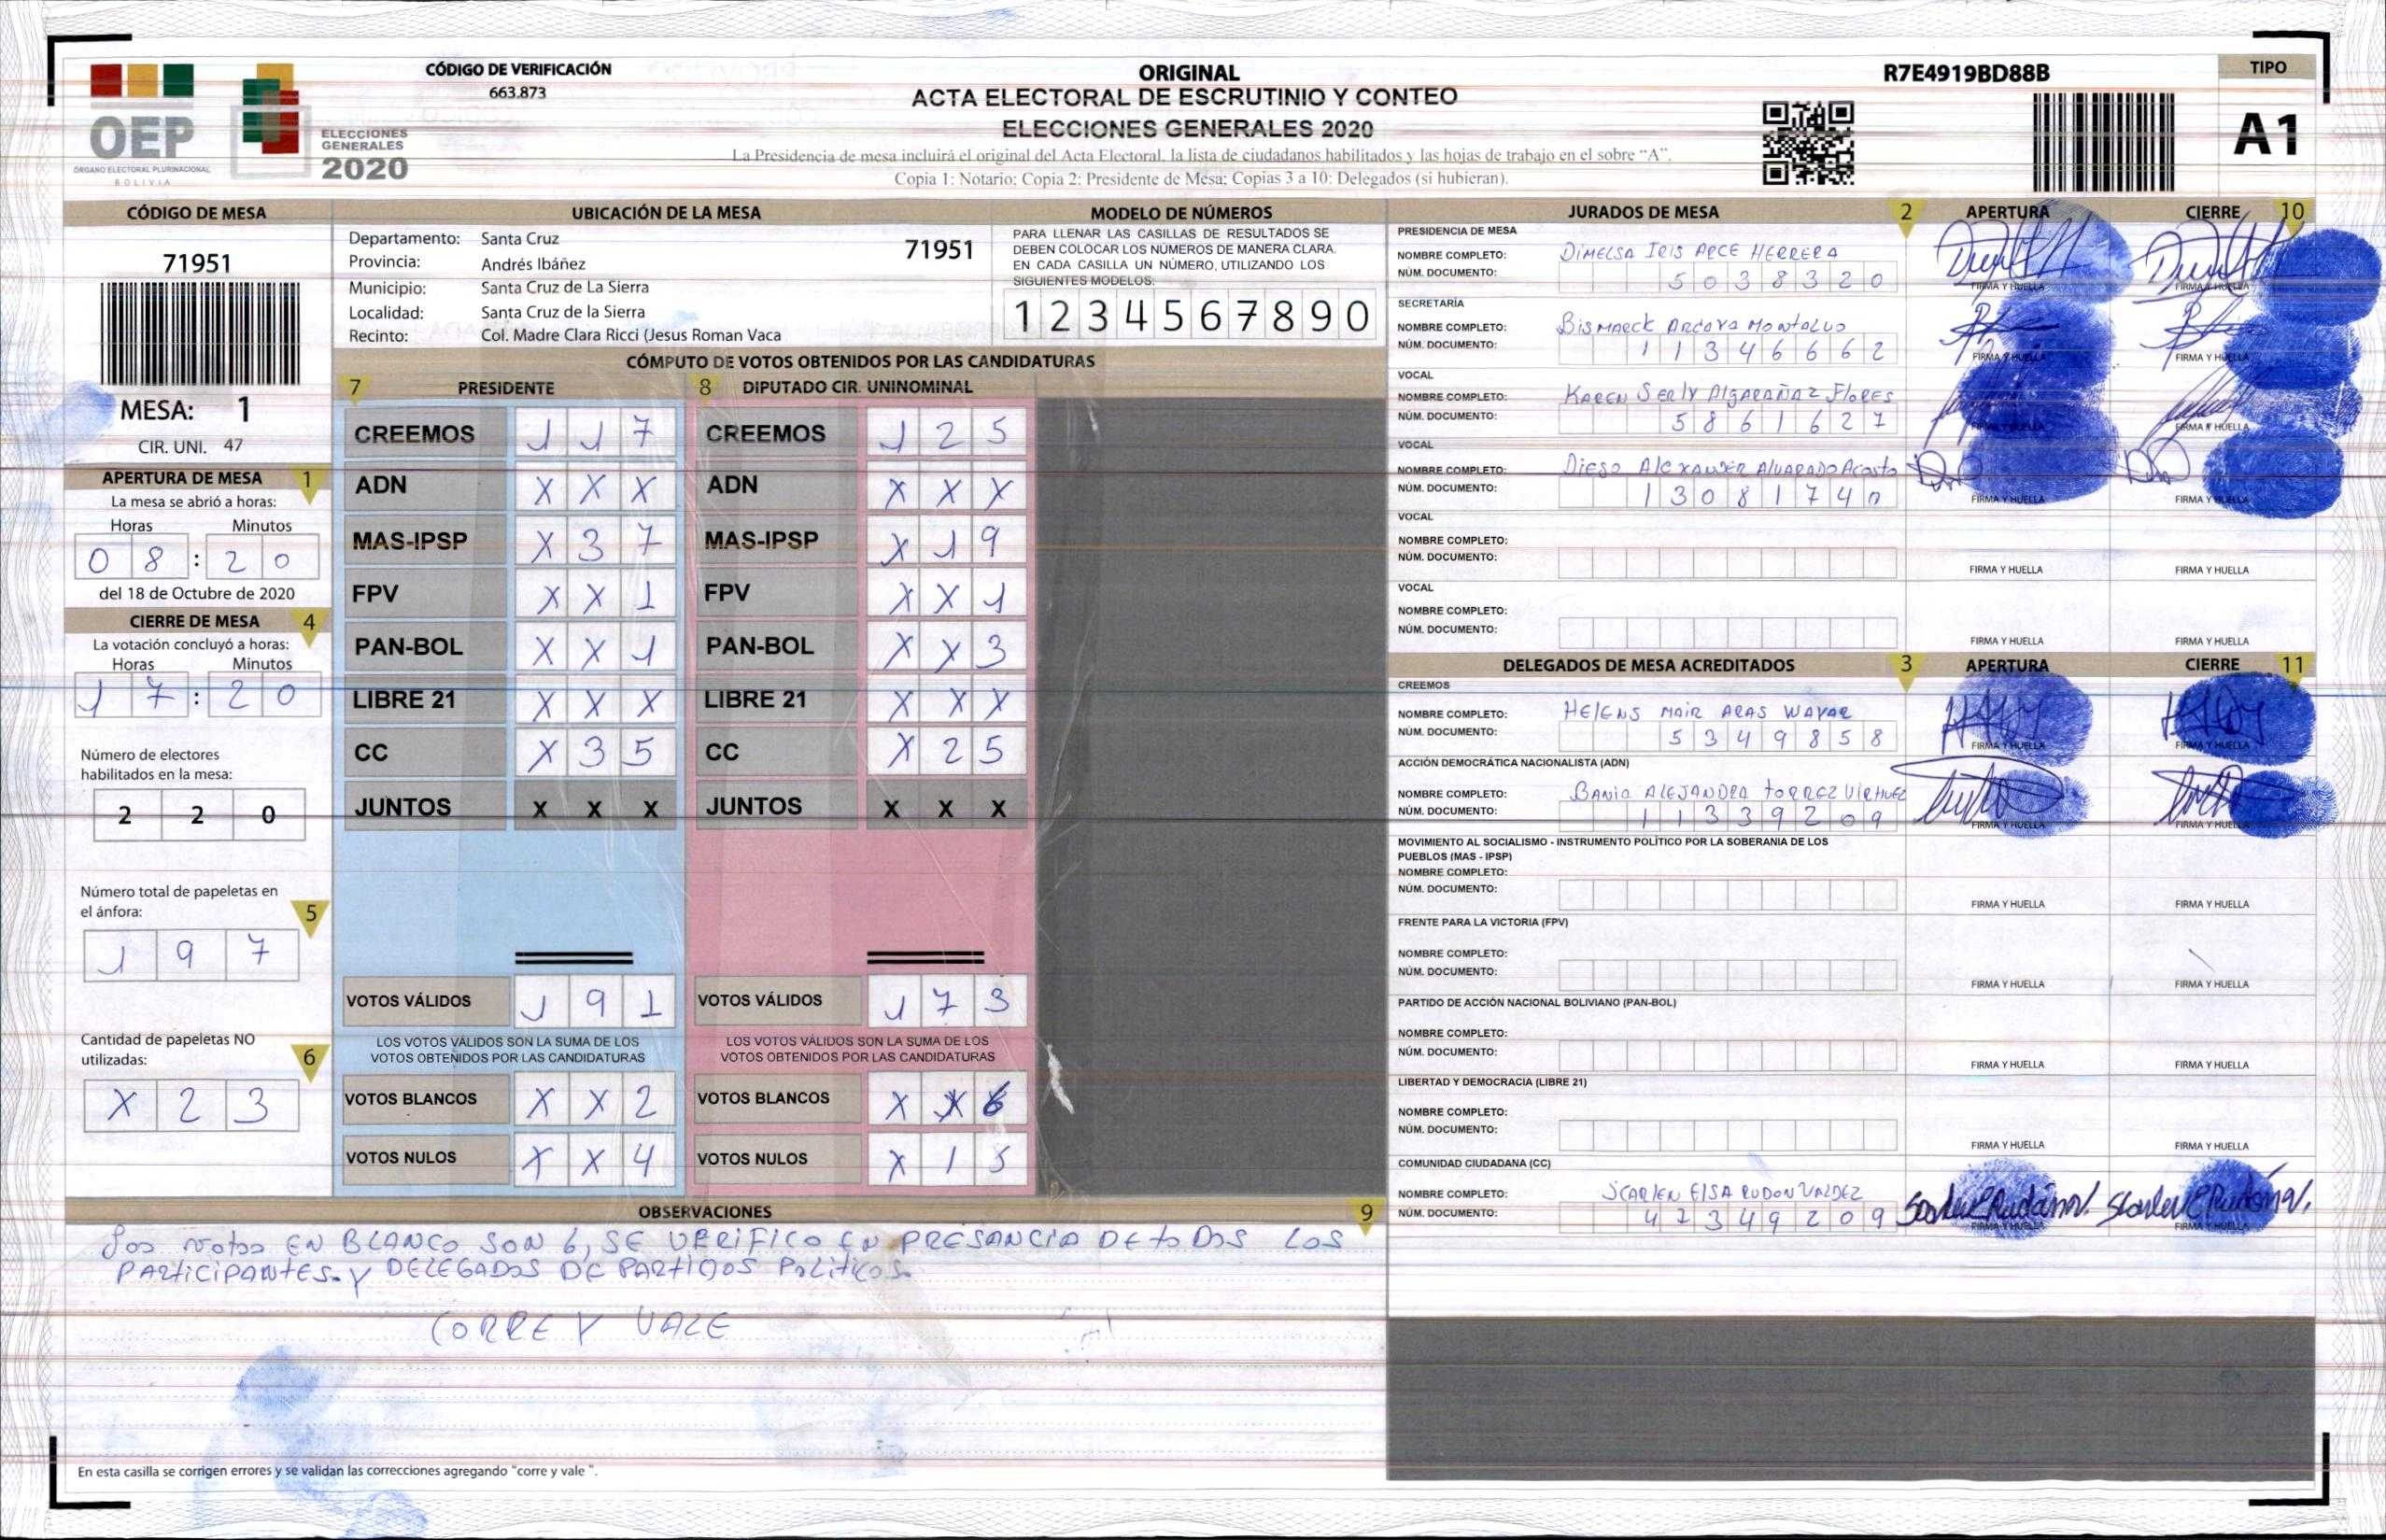 OEP
ÓRGANO ELECTORAL PLURINACIONAL
BOLIVIA
ELECCIONES
GENERALES
2020
CÓDIGO DE VERIFICACIÓN
663.873
ORIGINAL
ACTA ELECTORAL DE ESCRUTINIO Y CONTEO
ELECCIONES GENERALES 2020
La Presidencia de mesa incluirá el original del Acta Electoral, la lista de ciudadanos habilitados y las hojas de trabajo en el sobre "A".
Copia 1: Notario; Copia 2: Presidente de Mesa; Copias 3 a 10: Delegados (si hubieran).
R7E4919BD88B
TIPO
A1
CÓDIGO DE MESA
71951
MESA: 1
CIR. UNI. 47
APERTURA DE MESA 1
La mesa se abrió a horas:
Horas Minutos
0 8 : 2 0
del 18 de Octubre de 2020
CIERRE DE MESA 4
La votación concluyó a horas:
Horas Minutos
1 7 : 2 0
Número de electores
habilitados en la mesa:
2 2 0
Número total de papeletas en
el ánfora: 5
1 9 7
Cantidad de papeletas NO
utilizadas: 6
X 2 3
UBICACIÓN DE LA MESA
Departamento: Santa Cruz 71951
Provincia: Andrés Ibáñez
Municipio: Santa Cruz de La Sierra
Localidad: Santa Cruz de la Sierra
Recinto: Col. Madre Clara Ricci (Jesus Roman Vaca
MODELO DE NÚMEROS
PARA LLENAR LAS CASILLAS DE RESULTADOS SE
DEBEN COLOCAR LOS NÚMEROS DE MANERA CLARA.
EN CADA CASILLA UN NÚMERO, UTILIZANDO LOS
SIGUIENTES MODELOS:
1 2 3 4 5 6 7 8 9 0
CÓMPUTO DE VOTOS OBTENIDOS POR LAS CANDIDATURAS
7 PRESIDENTE 8 DIPUTADO CIR. UNINOMINAL
CREEMOS 1 1 7 CREEMOS 1 2 5
ADN X X X ADN X X X
MAS-IPSP X 3 7 MAS-IPSP X 1 9
FPV X X 1 FPV X X 1
PAN-BOL X X 1 PAN-BOL X X 3
LIBRE 21 X X X LIBRE 21 X X X
CC X 3 5 CC X 2 5
JUNTOS X X X JUNTOS X X X
VOTOS VÁLIDOS 1 9 1 VOTOS VÁLIDOS 1 7 3
LOS VOTOS VÁLIDOS SON LA SUMA DE LOS LOS VOTOS VÁLIDOS SON LA SUMA DE LOS
VOTOS OBTENIDOS POR LAS CANDIDATURAS VOTOS OBTENIDOS POR LAS CANDIDATURAS
VOTOS BLANCOS X X 2 VOTOS BLANCOS X X 6
VOTOS NULOS X X 4 VOTOS NULOS X 1 5
OBSERVACIONES 9
Los votos EN BLANCO SON 6, SE VERIFICO EN PRESANCIA DE todos LOS
PARTICIPANTES. Y DELEGADOS DE PARTIDOS POLITICOS.
CORRE Y VALE
En esta casilla se corrigen errores y se validan las correcciones agregando "corre y vale ".
JURADOS DE MESA 2 APERTURA CIERRE 10
PRESIDENCIA DE MESA
NOMBRE COMPLETO: DIMELSA IRIS ARCE HERRERA
NÚM. DOCUMENTO: 5 0 3 8 3 2 0 FIRMA Y HUELLA FIRMA Y HUELLA
SECRETARÍA
NOMBRE COMPLETO: BISMARCK ARCOYA MONTALVO
NÚM. DOCUMENTO: 1 1 3 4 6 6 6 2 FIRMA Y HUELLA FIRMA Y HUELLA
VOCAL
NOMBRE COMPLETO: KAREN SERLY ALGARAÑAZ FLORES
NÚM. DOCUMENTO: 5 8 6 1 6 2 7 FIRMA Y HUELLA FIRMA Y HUELLA
VOCAL
NOMBRE COMPLETO: DIEGO ALEXANDER ALVARADO Acosta
NÚM. DOCUMENTO: 1 3 0 8 1 7 4 0 FIRMA Y HUELLA FIRMA Y HUELLA
VOCAL
NOMBRE COMPLETO:
NÚM. DOCUMENTO: FIRMA Y HUELLA FIRMA Y HUELLA
VOCAL
NOMBRE COMPLETO:
NÚM. DOCUMENTO: FIRMA Y HUELLA FIRMA Y HUELLA
DELEGADOS DE MESA ACREDITADOS 3 APERTURA CIERRE 11
CREEMOS
NOMBRE COMPLETO: HELENS MAIR ARAS WAYAR
NÚM. DOCUMENTO: 5 3 4 9 8 5 8 FIRMA Y HUELLA FIRMA Y HUELLA
ACCIÓN DEMOCRÁTICA NACIONALISTA (ADN)
NOMBRE COMPLETO: BANIA ALEJANDRA TORREZ VIRHUEZ
NÚM. DOCUMENTO: 1 1 3 3 9 2 0 9 FIRMA Y HUELLA FIRMA Y HUELLA
MOVIMIENTO AL SOCIALISMO - INSTRUMENTO POLÍTICO POR LA SOBERANIA DE LOS
PUEBLOS (MAS - IPSP)
NOMBRE COMPLETO:
NÚM. DOCUMENTO: FIRMA Y HUELLA FIRMA Y HUELLA
FRENTE PARA LA VICTORIA (FPV)
NOMBRE COMPLETO:
NÚM. DOCUMENTO: FIRMA Y HUELLA FIRMA Y HUELLA
PARTIDO DE ACCIÓN NACIONAL BOLIVIANO (PAN-BOL)
NOMBRE COMPLETO:
NÚM. DOCUMENTO: FIRMA Y HUELLA FIRMA Y HUELLA
LIBERTAD Y DEMOCRACIA (LIBRE 21)
NOMBRE COMPLETO:
NÚM. DOCUMENTO: FIRMA Y HUELLA FIRMA Y HUELLA
COMUNIDAD CIUDADANA (CC)
NOMBRE COMPLETO: SCARLEN ELSA RUDON VALDEZ
NÚM. DOCUMENTO: 4 7 3 4 9 2 0 9 FIRMA Y HUELLA FIRMA Y HUELLA